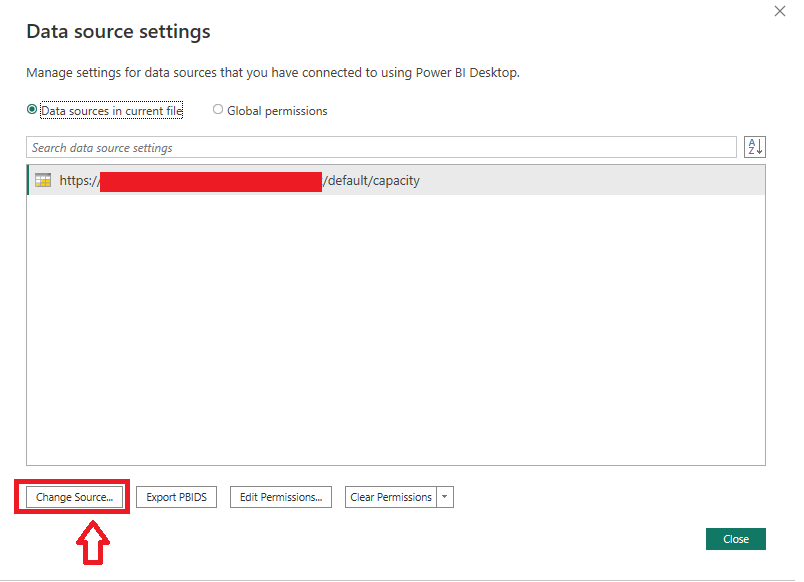 Data source settings
Manage settings for data sources that you have connected to using Power BI Desktop.
Data sources in current file Global permissions
Search data source settings
https:// /default/capacity
Change Source... Export PBIDS Edit Permissions... Clear Permissions
Close